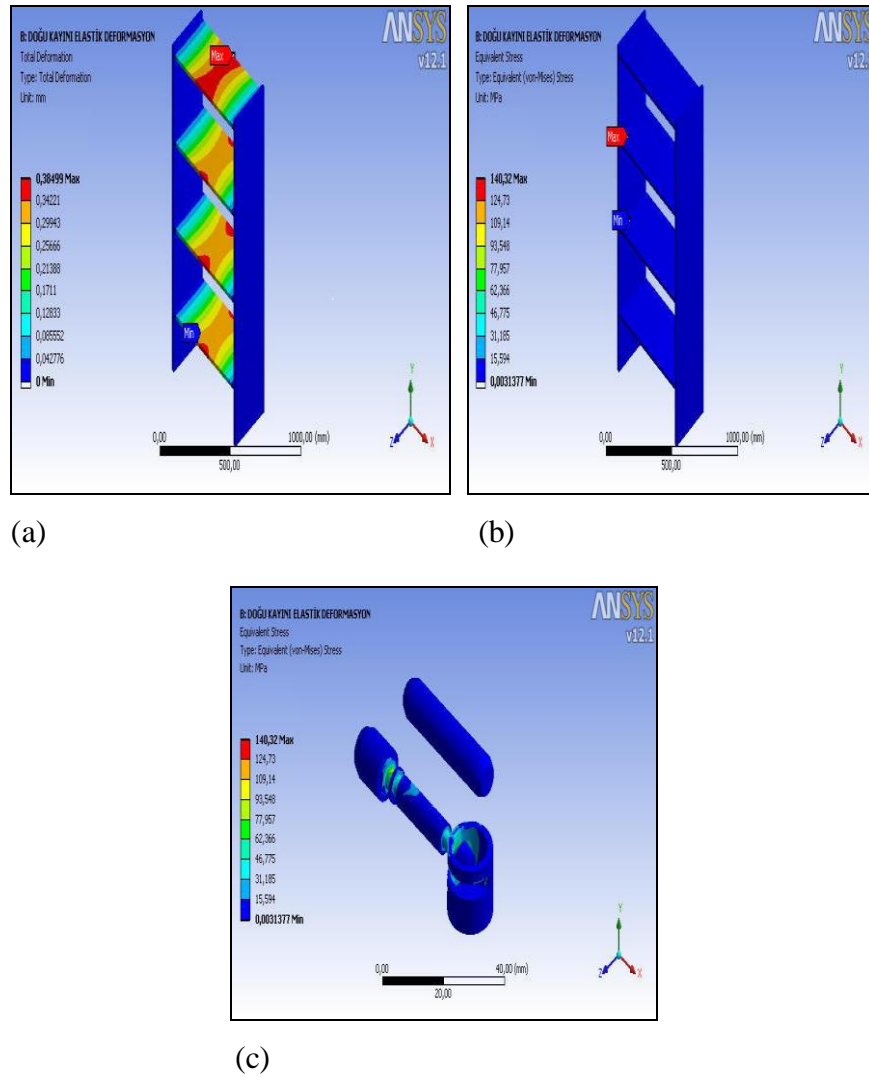 B: DOĞU KAYINI ELASTİK DEFORMASYON
Total Deformation
Type: Total Deformation
Unit: mm
ANSYS
v12.1
Max
0,38499 Max
0,34221
0,29943
0,25666
0,21388
0,1711
0,12833
0,085552
0,042776
0 Min
Min
0,00
1000,00 (mm)
500,00
Y
Z
X
(a)
B: DOĞU KAYINI ELASTİK DEFORMASYON
Equivalent Stress
Type: Equivalent (von-Mises) Stress
Unit: MPa
ANSYS
v12.1
Max
Min
140,32 Max
124,73
109,14
93,548
77,957
62,366
46,775
31,185
15,594
0,0031377 Min
0,00
1000,00 (mm)
500,00
Y
Z
X
(b)
B: DOĞU KAYINI ELASTİK DEFORMASYON
Equivalent Stress
Type: Equivalent (von-Mises) Stress
Unit: MPa
ANSYS
v12.1
140,32 Max
124,73
109,14
93,548
77,957
62,366
46,775
31,185
15,594
0,0031377 Min
0,00
40,00 (mm)
20,00
Y
Z
X
(c)